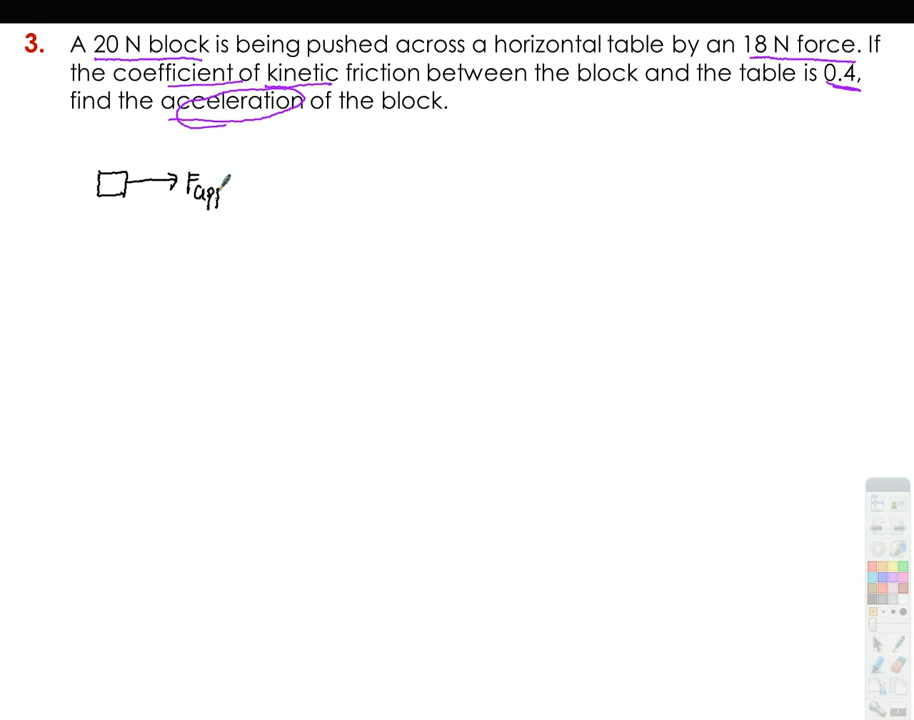 3. A 20 N block is being pushed across a horizontal table by an 18 N force. If
the coefficient of kinetic friction between the block and the table is 0.4,
find the acceleration of the block.
Fapp